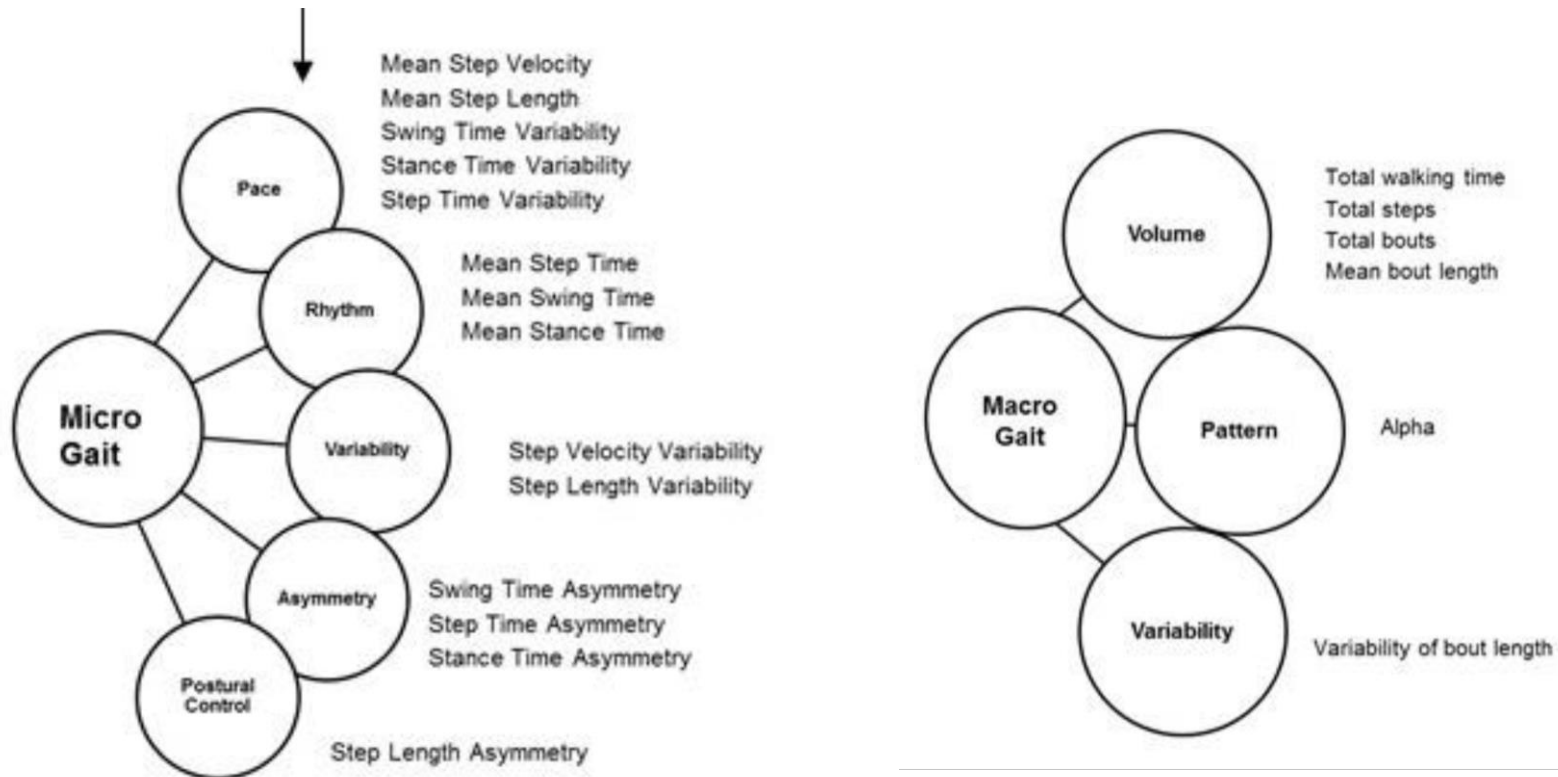 Mean Step Velocity
Mean Step Length
Swing Time Variability
Stance Time Variability
Step Time Variability
Pace
Mean Step Time
Mean Swing Time
Mean Stance Time
Rhythm
Micro
Gait
Variability
Step Velocity Variability
Step Length Variability
Asymmetry
Swing Time Asymmetry
Step Time Asymmetry
Stance Time Asymmetry
Postural
Control
Step Length Asymmetry
Volume
Total walking time
Total steps
Total bouts
Mean bout length
Macro
Gait
Pattern
Alpha
Variability
Variability of bout length